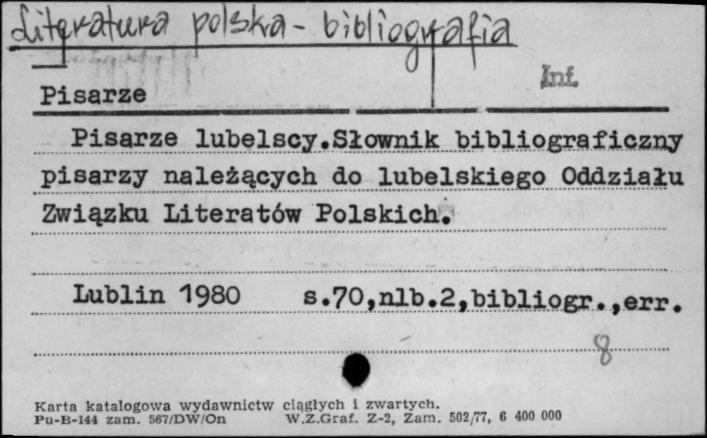 Literatura polska - bibliografia
Inf.
Pisarze
Pisarze lubelscy.Słownik bibliograficzny
pisarzy należących do lubelskiego Oddziału
Związku Literatów Polskich.
Lublin 1980 s.70,nlb.2,bibliogr.,err.
8
Karta katalogowa wydawnictw ciągłych i zwartych.
Pu-B-144 zam. 567/DW/On W.Z.Graf. Z-2, Zam. 502/77, 6 400 000